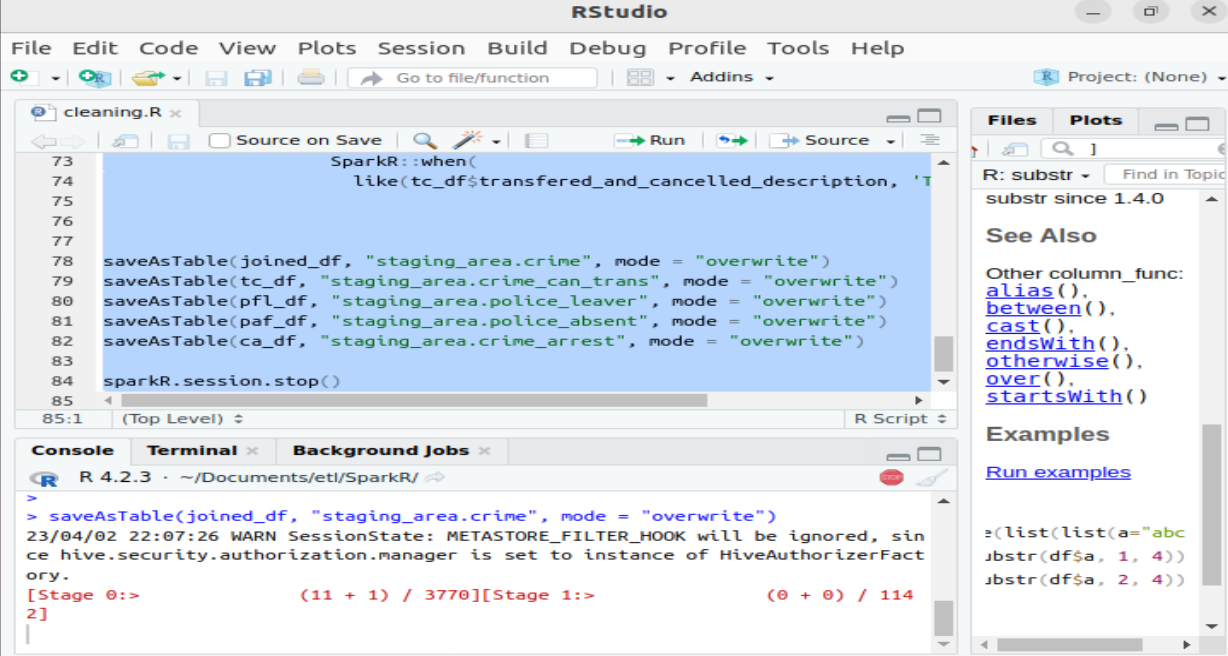 RStudio
File Edit Code View Plots Session Build Debug Profile Tools Help
Go to file/function
Addins
Project: (None)
cleaning.R
Source on Save
Run
Source
73 SparkR::when(
74 like(tc_df$transfered_and_cancelled_description, 'T
75
76
77
78 saveAsTable(joined_df, "staging_area.crime", mode = "overwrite")
79 saveAsTable(tc_df, "staging_area.crime_can_trans", mode = "overwrite")
80 saveAsTable(pfl_df, "staging_area.police_leaver", mode = "overwrite")
81 saveAsTable(paf_df, "staging_area.police_absent", mode = "overwrite")
82 saveAsTable(ca_df, "staging_area.crime_arrest", mode = "overwrite")
83
84 sparkR.session.stop()
85
85:1 (Top Level) R Script
Console Terminal Background Jobs
R 4.2.3 · ~/Documents/etl/SparkR/
STOP
>
> saveAsTable(joined_df, "staging_area.crime", mode = "overwrite")
23/04/02 22:07:26 WARN SessionState: METASTORE_FILTER_HOOK will be ignored, sin
ce hive.security.authorization.manager is set to instance of HiveAuthorizerFact
ory.
[Stage 0:> (11 + 1) / 3770][Stage 1:> (0 + 0) / 114
2]
Files Plots
]
R: substr Find in Topic
substr since 1.4.0
See Also
Other column_func:
alias(),
between(),
cast(),
endsWith(),
otherwise(),
over(),
startsWith()
Examples
Run examples
e(list(list(a="abc
ubstr(df$a, 1, 4))
ubstr(df$a, 2, 4))